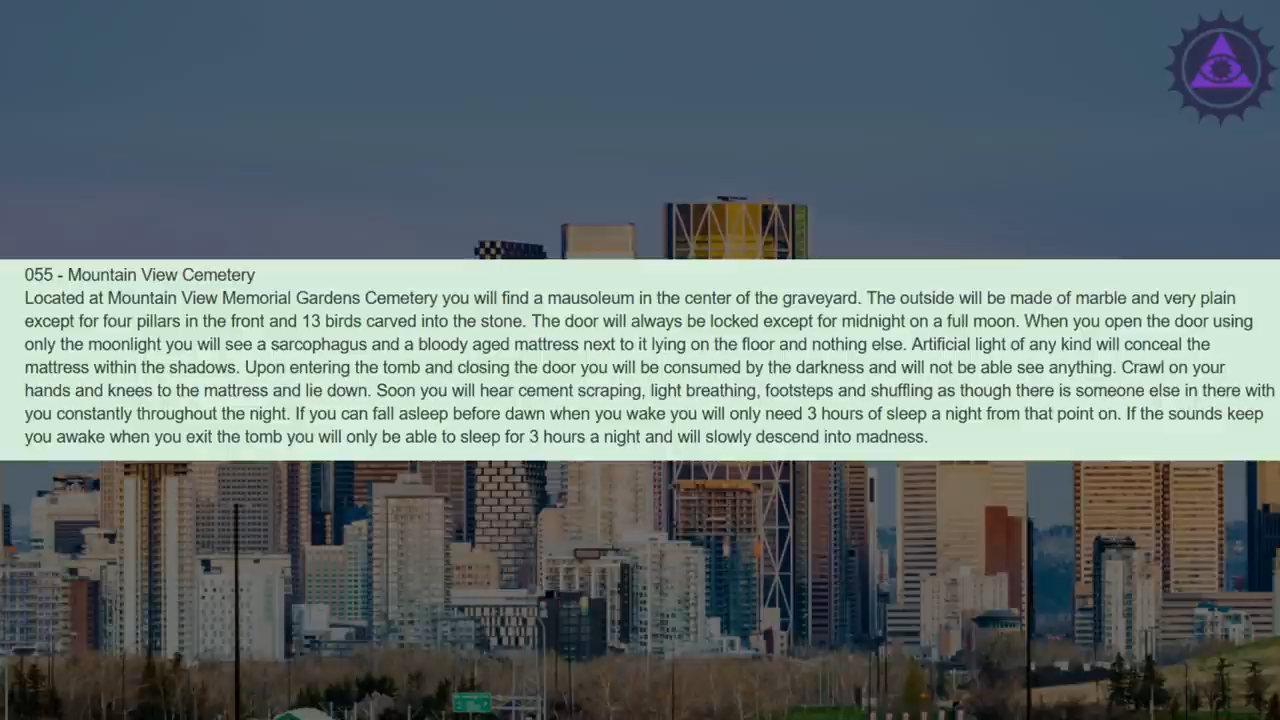 055 - Mountain View Cemetery
Located at Mountain View Memorial Gardens Cemetery you will find a mausoleum in the center of the graveyard. The outside will be made of marble and very plain
except for four pillars in the front and 13 birds carved into the stone. The door will always be locked except for midnight on a full moon. When you open the door using
only the moonlight you will see a sarcophagus and a bloody aged mattress next to it lying on the floor and nothing else. Artificial light of any kind will conceal the
mattress within the shadows. Upon entering the tomb and closing the door you will be consumed by the darkness and will not be able see anything. Crawl on your
hands and knees to the mattress and lie down. Soon you will hear cement scraping, light breathing, footsteps and shuffling as though there is someone else in there with
you constantly throughout the night. If you can fall asleep before dawn when you wake you will only need 3 hours of sleep a night from that point on. If the sounds keep
you awake when you exit the tomb you will only be able to sleep for 3 hours a night and will slowly descend into madness.